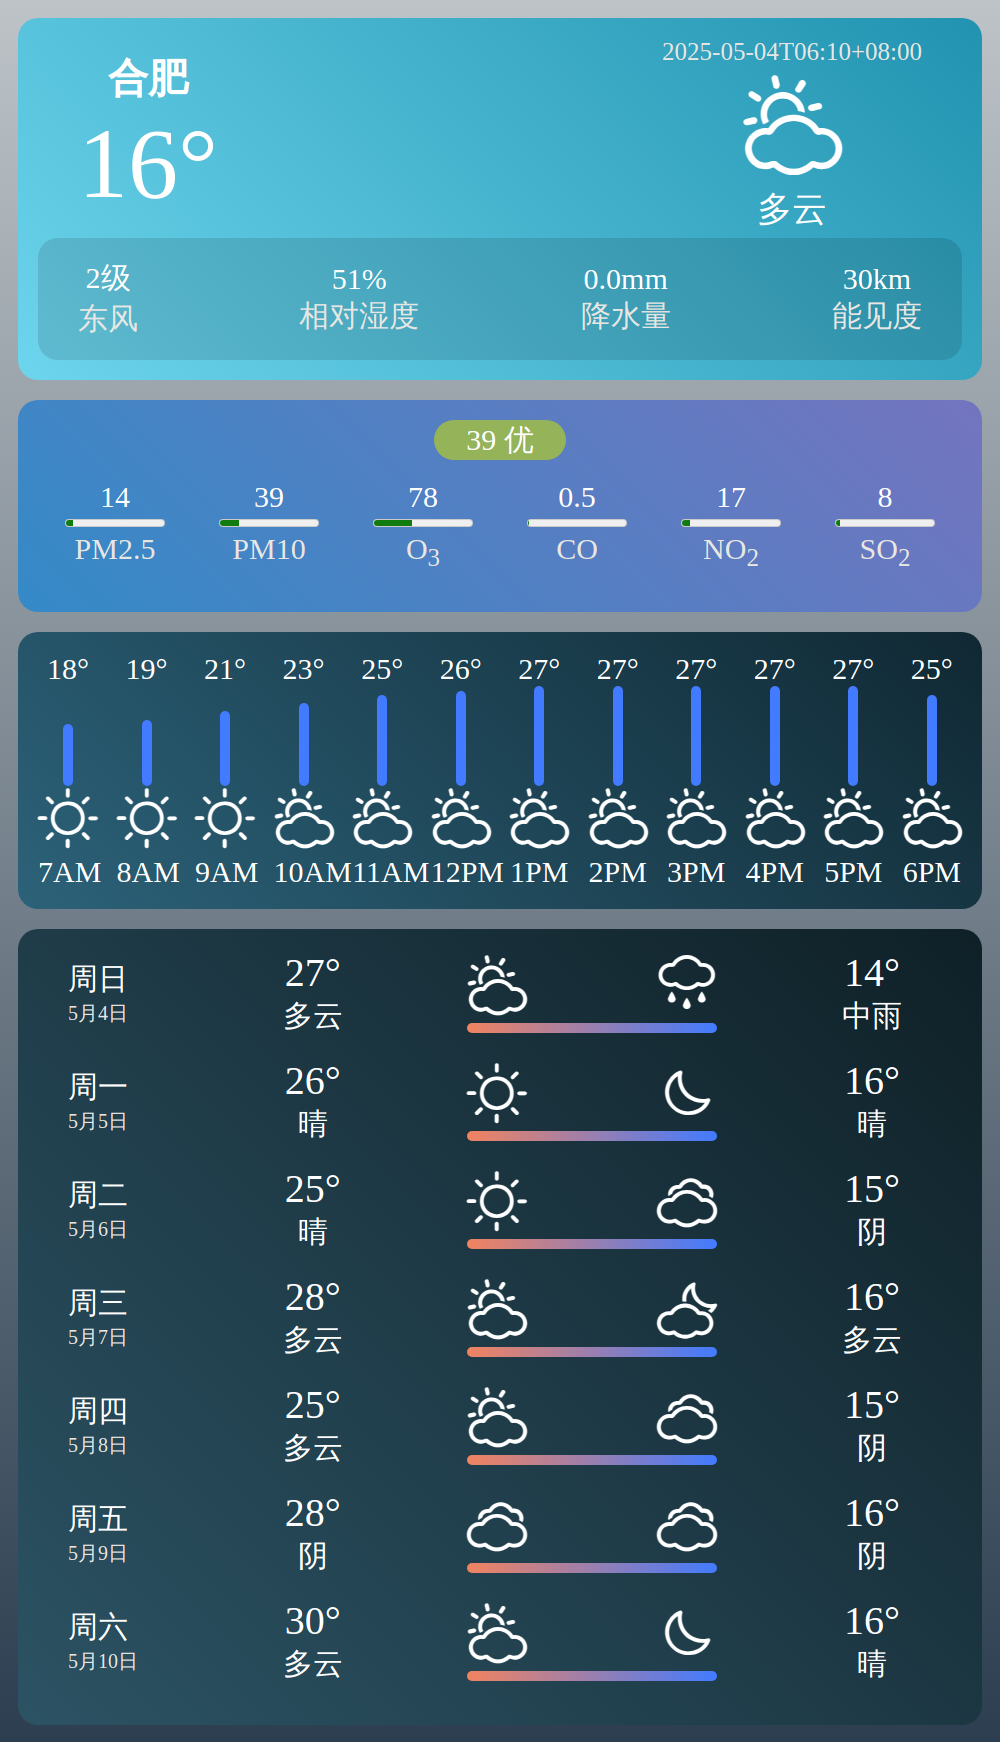 合肥
16°
2025-05-04T06:10+08:00
多云
2级 51% 0.0mm 30km
东风 相对湿度 降水量 能见度
39 优
14 39 78 0.5 17 8
PM2.5 PM10 O3 CO NO2 SO2
18° 19° 21° 23° 25° 26° 27° 27° 27° 27° 27° 25°
7AM 8AM 9AM 10AM 11AM 12PM 1PM 2PM 3PM 4PM 5PM 6PM
周日 27° 14°
5月4日 多云 中雨
周一 26° 16°
5月5日 晴 晴
周二 25° 15°
5月6日 晴 阴
周三 28° 16°
5月7日 多云 多云
周四 25° 15°
5月8日 多云 阴
周五 28° 16°
5月9日 阴 阴
周六 30° 16°
5月10日 多云 晴